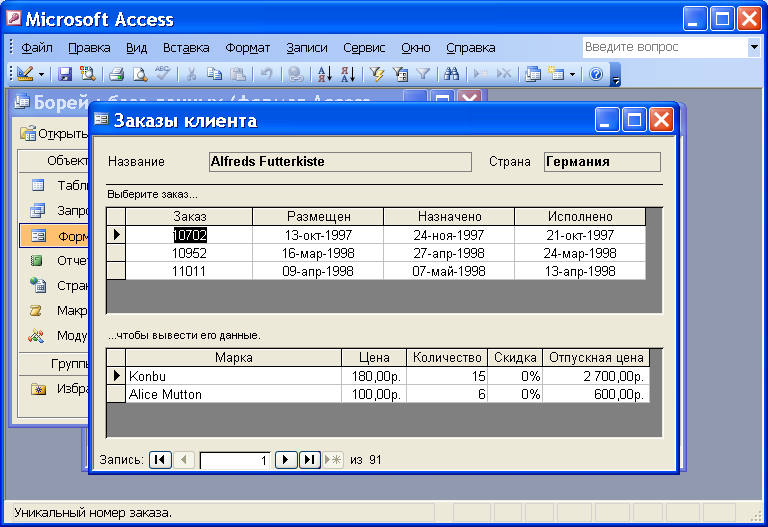 Microsoft Access
Файл Правка Вид Вставка Формат Записи Сервис Окно Справка Введите вопрос
Открыть
Заказы клиента
Название Alfreds Futterkiste Страна Германия
Выберите заказ...
Заказ Размещен Назначено Исполнено
10702 13-окт-1997 24-ноя-1997 21-окт-1997
10952 16-мар-1998 27-апр-1998 24-мар-1998
11011 09-апр-1998 07-май-1998 13-апр-1998
...чтобы вывести его данные.
Марка Цена Количество Скидка Отпускная цена
Konbu 180,00р. 15 0% 2 700,00р.
Alice Mutton 100,00р. 6 0% 600,00р.
Объект
Табли
Запро
Форм
Отче
Стран
Макр
Моду
Группы
Избра
Запись: 1 из 91
Уникальный номер заказа.